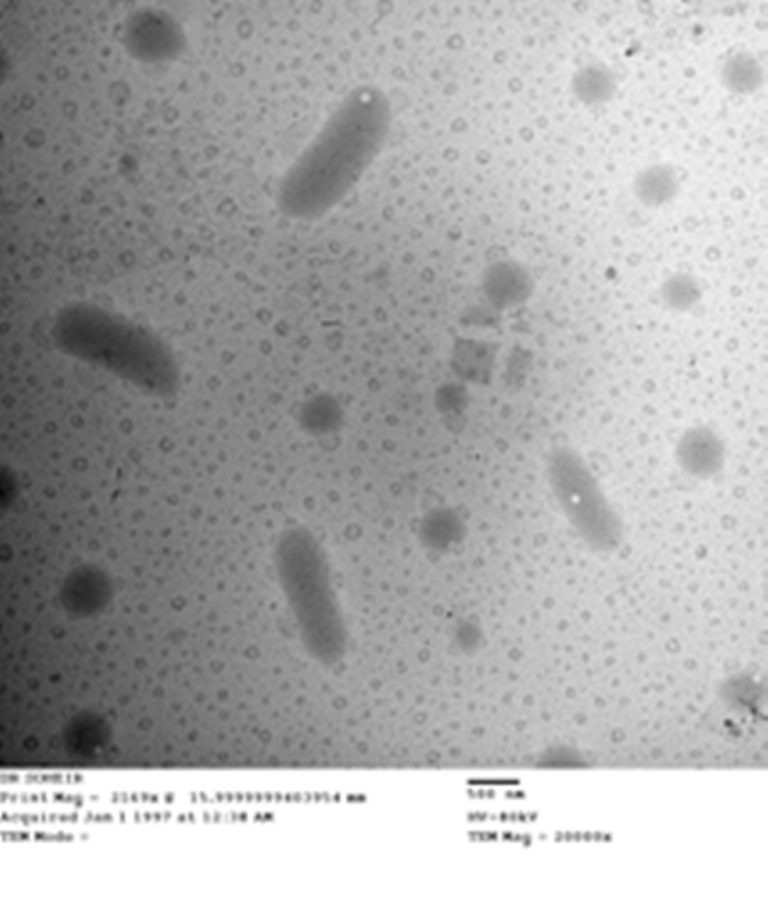 DR SOHEIR
Print Mag = 2169x @ 15.9999999403954 mm
Acquired Jan 1 1997 at 12:38 AM
TEM Mode =
500 nm
HV=80kV
TEM Mag = 20000x